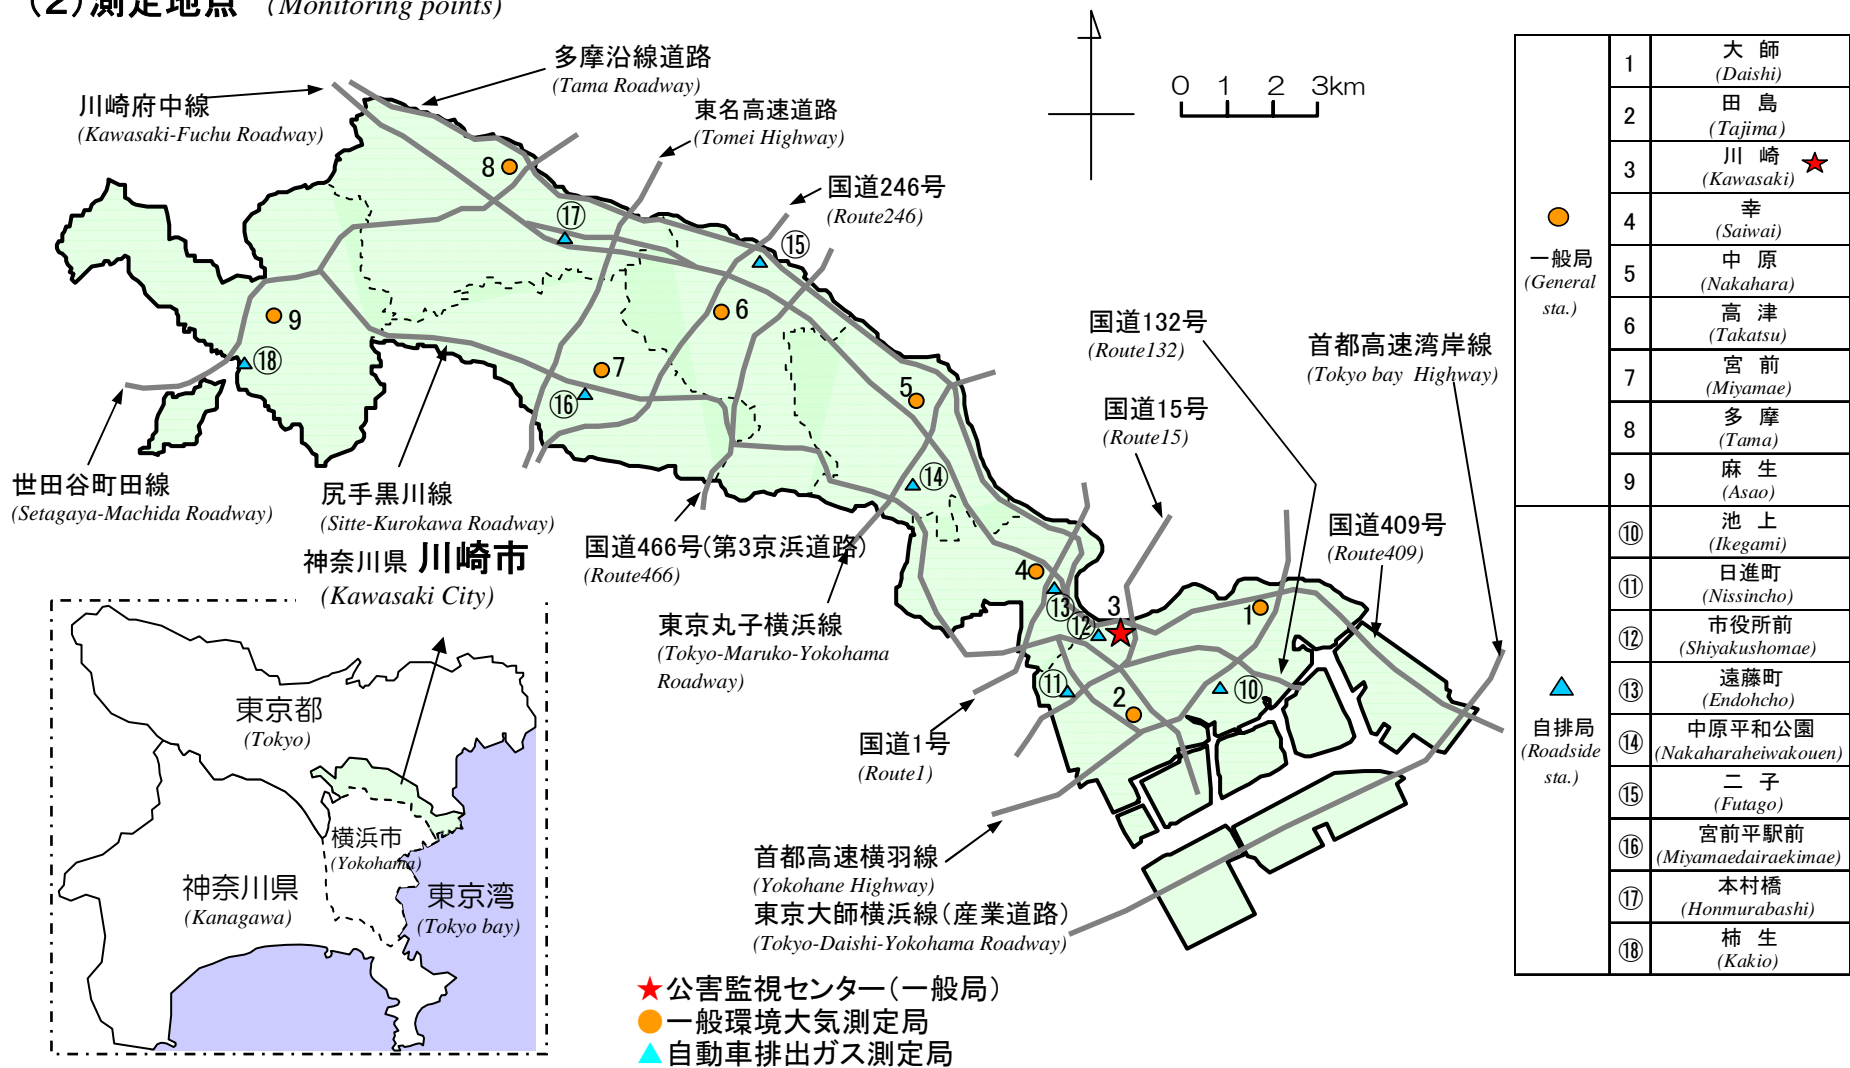 (2)測定地点 (Monitoring points)
多摩沿線道路
(Tama Roadway)
川崎府中線
(Kawasaki-Fuchu Roadway)
東名高速道路
(Tomei Highway)
国道246号
(Route246)
0 1 2 3km
8
⑰
⑮
9
⑱
6
7
⑯
5
⑭
国道132号
(Route132)
首都高速湾岸線
(Tokyo bay Highway)
国道15号
(Route15)
国道409号
(Route409)
世田谷町田線
(Setagaya-Machida Roadway)
尻手黒川線
(Sitte-Kurokawa Roadway)
国道466号(第3京浜道路)
(Route466)
4
⑬
⑫
3
1
⑪
2
⑩
東京丸子横浜線
(Tokyo-Maruko-Yokohama
Roadway)
国道1号
(Route1)
首都高速横羽線
(Yokohane Highway)
東京大師横浜線(産業道路)
(Tokyo-Daishi-Yokohama Roadway)
神奈川県 川崎市
(Kawasaki City)
東京都
(Tokyo)
横浜市
(Yokohama)
神奈川県
(Kanagawa)
東京湾
(Tokyo bay)
★公害監視センター(一般局)
●一般環境大気測定局
▲自動車排出ガス測定局
一般局
(General
sta.)
1 大師
(Daishi)
2 田島
(Tajima)
3 川崎 ★
(Kawasaki)
4 幸
(Saiwai)
5 中原
(Nakahara)
6 高津
(Takatsu)
7 宮前
(Miyamae)
8 多摩
(Tama)
9 麻生
(Asao)
自排局
(Roadside
sta.)
⑩ 池上
(Ikegami)
⑪ 日進町
(Nissincho)
⑫ 市役所前
(Shiyakushomae)
⑬ 遠藤町
(Endohcho)
⑭ 中原平和公園
(Nakaharaheiwakouen)
⑮ 二子
(Futago)
⑯ 宮前平駅前
(Miyamaedairaekimae)
⑰ 本村橋
(Honmurabashi)
⑱ 柿生
(Kakio)